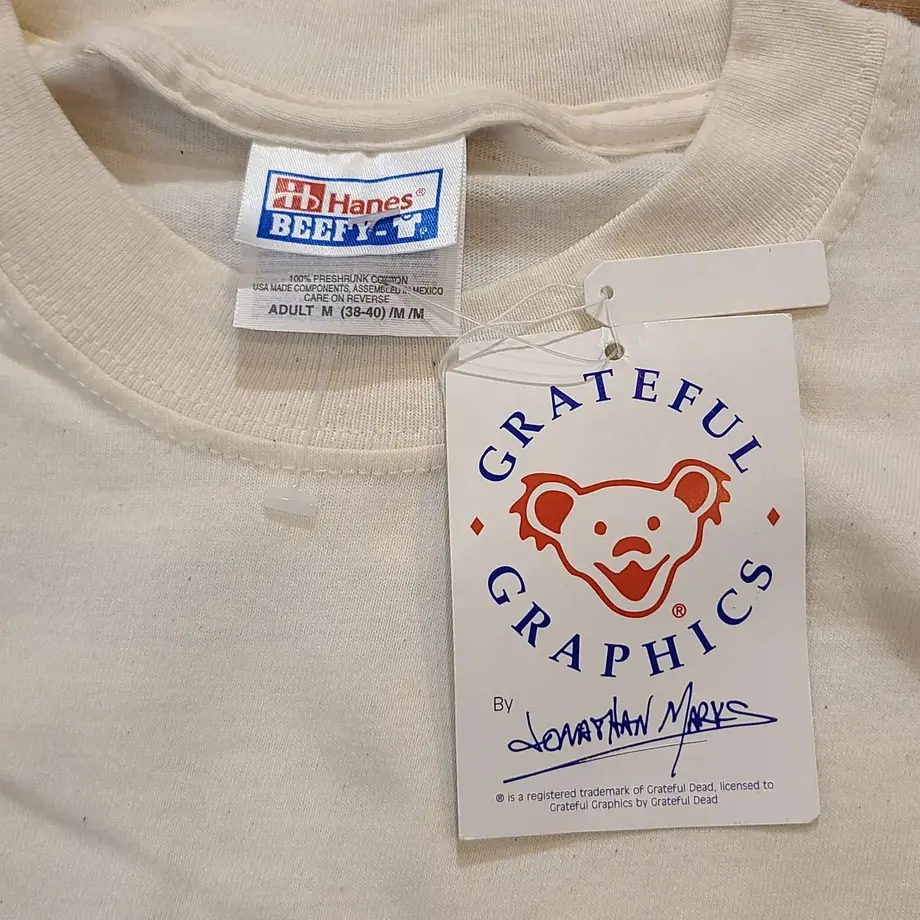 Hanes®
BEEFY-T®
100% PRESHRUNK COTTON
USA MADE COMPONENTS, ASSEMBLED IN MEXICO
CARE ON REVERSE
ADULT M (38-40) /M/M
GRATEFUL
GRAPHICS
®
By
JONATHAN MARKS
® is a registered trademark of Grateful Dead, licensed to
Grateful Graphics by Grateful Dead